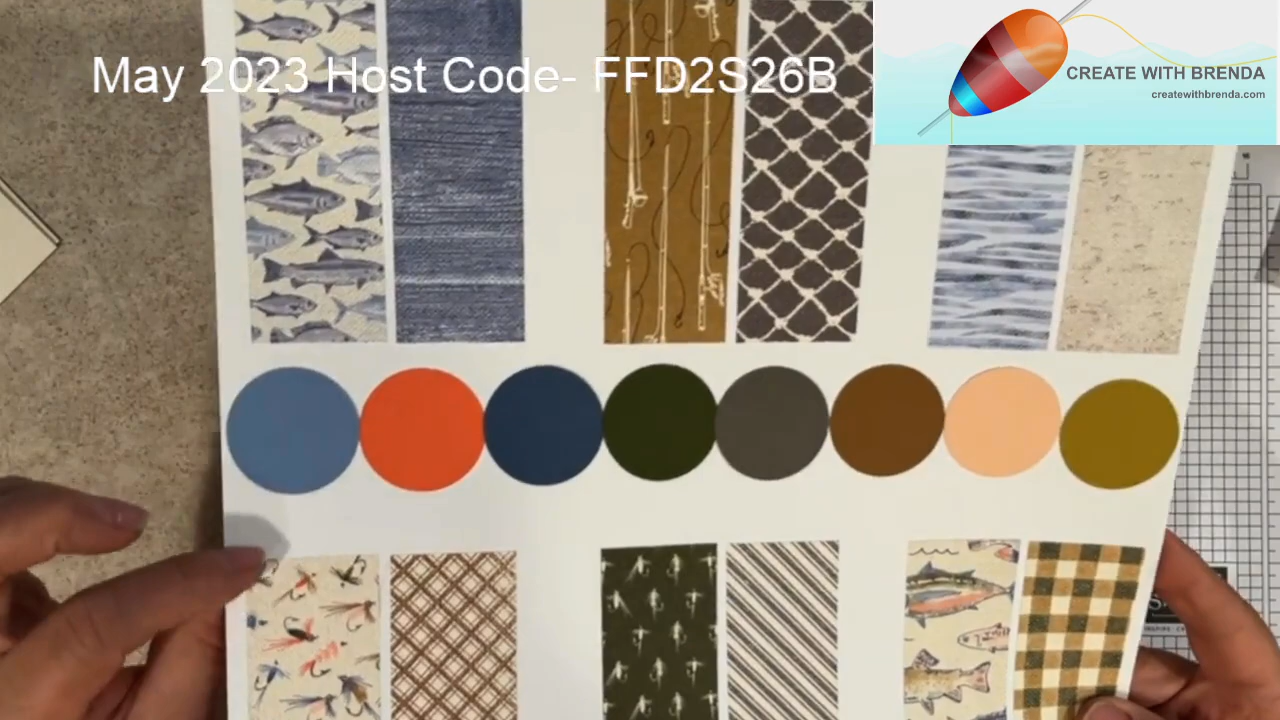 May 2023 Host Code- FFD2S26B
CREATE WITH BRENDA
createwithbrenda.com